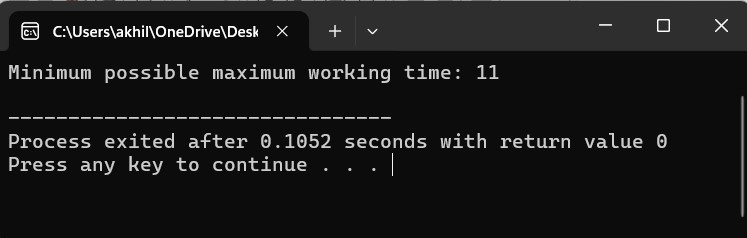 C:\Users\akhil\OneDrive\Desk
Minimum possible maximum working time: 11
--------------------------------
Process exited after 0.1052 seconds with return value 0
Press any key to continue . . .